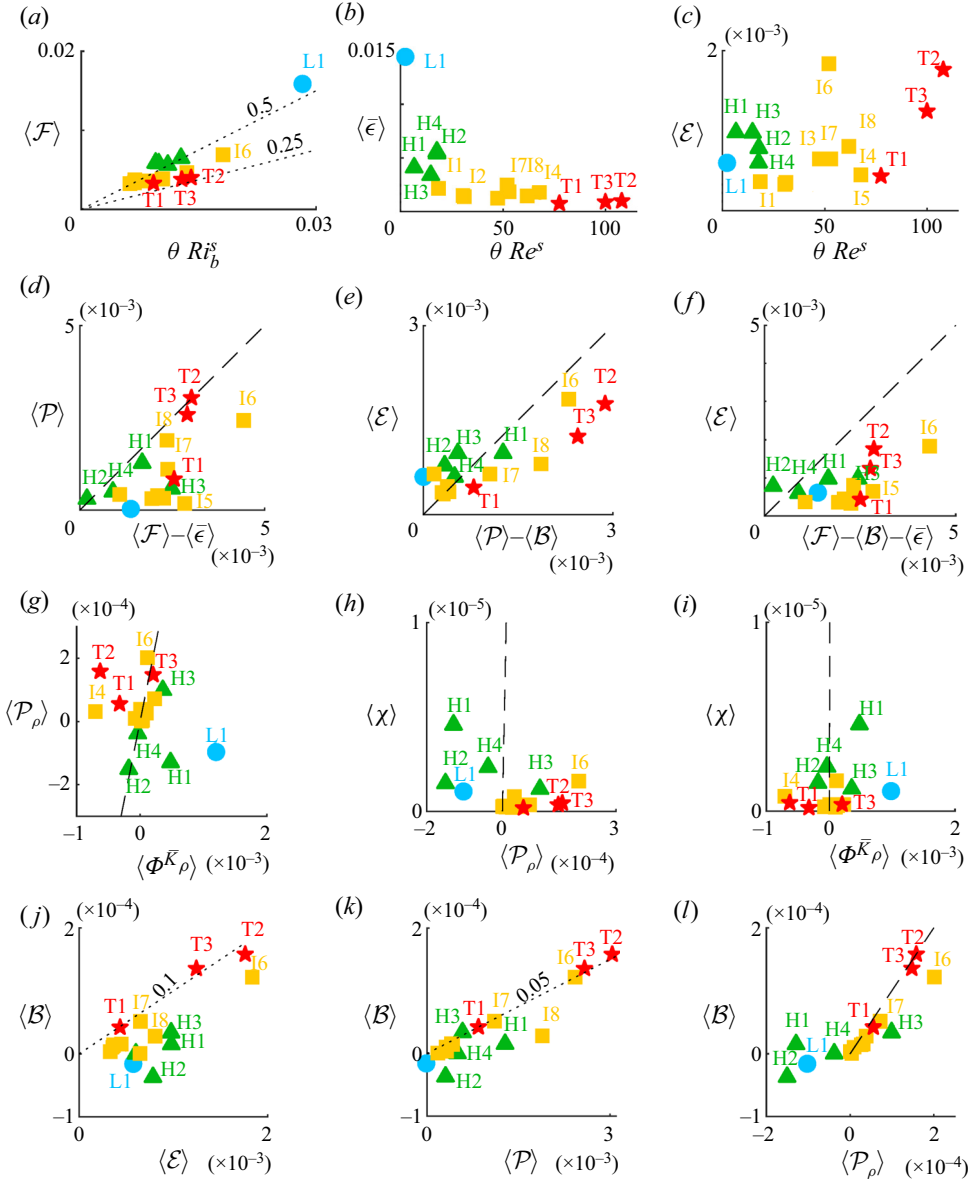 (a)
0.02
⟨F⟩
0.5
0.25
L1
I6
T2
T1
T3
0
0.03
θ Ri_b^s
(b)
0.015
⟨ε̄⟩
L1
H4
H1
H2
H3
I1
I2
I7
I8
I4
T1
T3
T2
0
50
100
θ Re^s
(c)
(×10⁻³)
2
⟨ℰ⟩
T2
T3
I6
H1
H3
H2
H4
I3
I7
I8
I4
T1
L1
I1
I5
0
50
100
θ Re^s
(d)
(×10⁻³)
5
⟨P⟩
T2
T3
I6
I8
H1
I7
T1
H2
H4
H3
I5
0
5
⟨F⟩−⟨ε̄⟩
(×10⁻³)
(e)
(×10⁻³)
3
⟨ℰ⟩
I6
T2
T3
H2
H3
H1
I8
I7
T1
0
3
⟨P⟩−⟨B⟩
(×10⁻³)
(f)
(×10⁻³)
5
⟨ℰ⟩
I6
T2
T3
H2
H4
H1
H3
I5
T1
0
5
⟨F⟩−⟨B⟩−⟨ε̄⟩
(×10⁻³)
(g)
(×10⁻⁴)
2
0
−2
⟨P_ρ⟩
T2
I6
T3
H3
I4
T1
L1
H4
H2
H1
−1
0
2
⟨Φ^K̄ρ⟩
(×10⁻³)
(h)
(×10⁻⁵)
1
⟨χ⟩
H1
H2
L1
H4
H3
T2
I6
T3
0
−2
0
3
⟨P_ρ⟩
(×10⁻⁴)
(i)
(×10⁻⁵)
1
⟨χ⟩
H1
H4
H2
H3
L1
I4
T1
T3
0
−1
0
2
⟨Φ^K̄ρ⟩
(×10⁻³)
(j)
(×10⁻⁴)
2
0
−1
⟨B⟩
0.1
T3
T2
I6
T1
I7
I8
H3
H1
L1
H2
0
2
⟨ℰ⟩
(×10⁻³)
(k)
(×10⁻⁴)
2
0
−1
⟨B⟩
0.05
I6
T3
T2
T1
I7
H3
H1
I8
H4
H2
0
3
⟨P⟩
(×10⁻³)
(l)
(×10⁻⁴)
2
0
−1
⟨B⟩
T2
T3
I6
T1
I7
H1
H4
H3
L1
H2
−2
0
2
⟨P_ρ⟩
(×10⁻⁴)